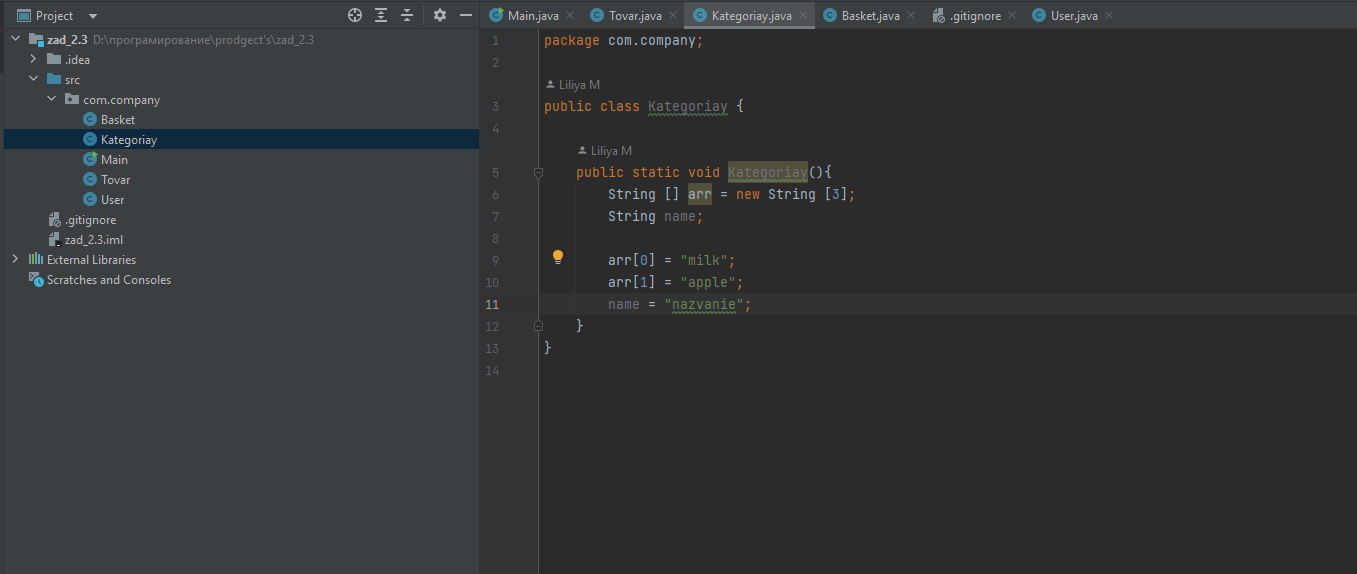 Project
zad_2.3 D:\програмирование\prodgect's\zad_2.3
.idea
src
com.company
Basket
Kategoriay
Main
Tovar
User
.gitignore
zad_2.3.iml
External Libraries
Scratches and Consoles
Main.java Tovar.java Kategoriay.java Basket.java .gitignore User.java
1 package com.company;
2
Liliya M
3 public class Kategoriay {
4
Liliya M
5 public static void Kategoriay(){
6 String [] arr = new String [3];
7 String name;
8
9 arr[0] = "milk";
10 arr[1] = "apple";
11 name = "nazvanie";
12 }
13 }
14